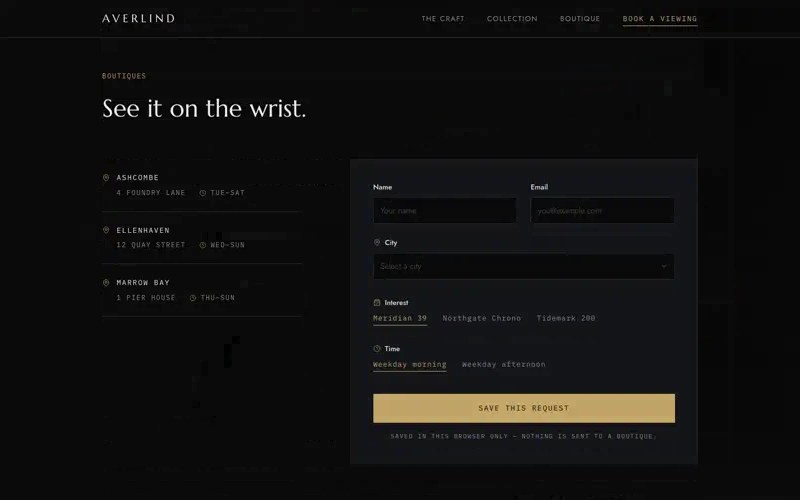 AVERLIND
THE CRAFT COLLECTION BOUTIQUE BOOK A VIEWING
BOUTIQUES
See it on the wrist.
ASHCOMBE
4 FOUNDRY LANE TUE–SAT
ELLENHAVEN
12 QUAY STREET WED–SUN
MARROW BAY
1 PIER HOUSE THU–SUN
Name Email
Your name you@example.com
City
Select a city
Interest
Meridian 39 Northgate Chrono Tidemark 200
Time
Weekday morning Weekday afternoon
SAVE THIS REQUEST
SAVED IN THIS BROWSER ONLY — NOTHING IS SENT TO A BOUTIQUE.